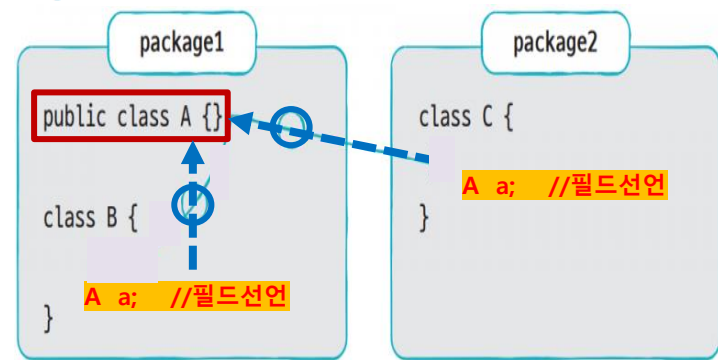 package1
public class A {}
class B {
A a; //필드선언
}
package2
class C {
A a; //필드선언
}